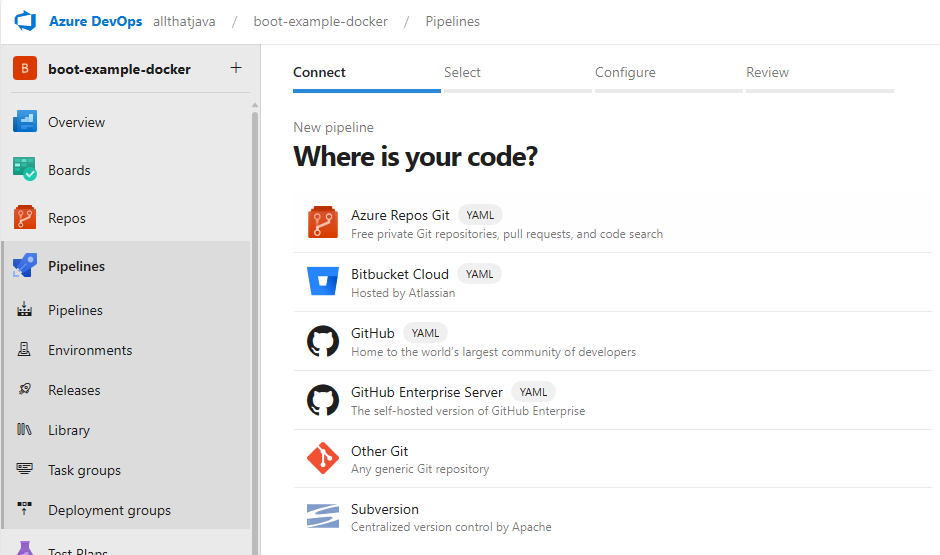 Azure DevOps allthatjava / boot-example-docker / Pipelines
B boot-example-docker +
Overview
Boards
Repos
Pipelines
Pipelines
Environments
Releases
Library
Task groups
Deployment groups
Test Plans
Connect Select Configure Review
New pipeline
Where is your code?
Azure Repos Git YAML
Free private Git repositories, pull requests, and code search
Bitbucket Cloud YAML
Hosted by Atlassian
GitHub YAML
Home to the world's largest community of developers
GitHub Enterprise Server YAML
The self-hosted version of GitHub Enterprise
Other Git
Any generic Git repository
Subversion
Centralized version control by Apache